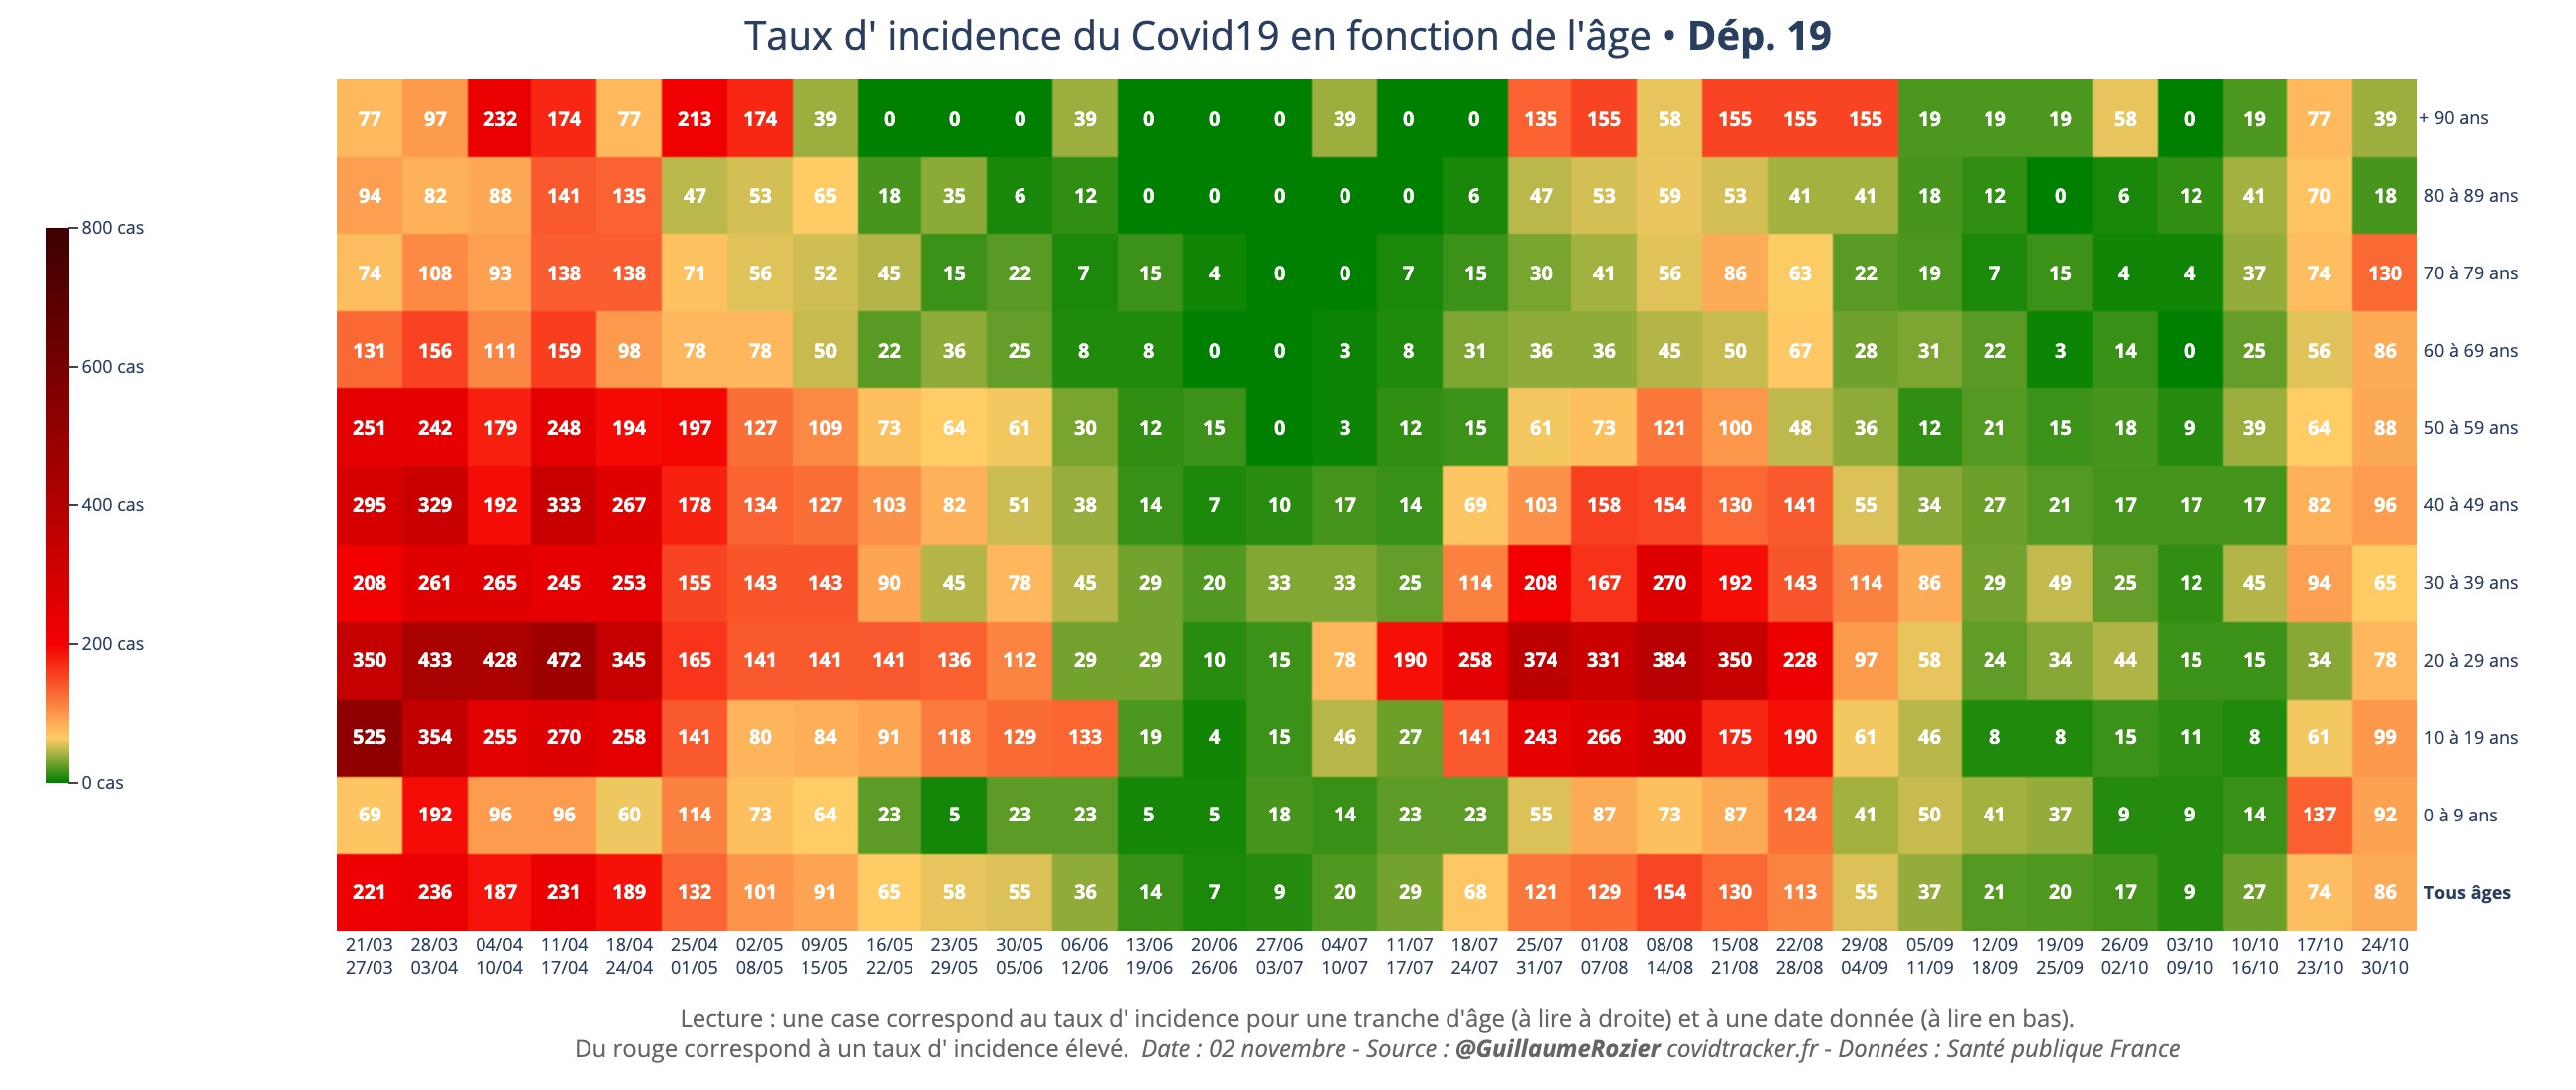 Taux d' incidence du Covid19 en fonction de l'âge • Dép. 19
77 97 232 174 77 213 174 39 0 0 0 39 0 0 0 39 0 0 135 155 58 155 155 155 19 19 19 58 0 19 77 39 + 90 ans
94 82 88 141 135 47 53 65 18 35 6 12 0 0 0 0 0 6 47 53 59 53 41 41 18 12 0 6 12 41 70 18 80 à 89 ans
800 cas
74 108 93 138 138 71 56 52 45 15 22 7 15 4 0 0 7 15 30 41 56 86 63 22 19 7 15 4 4 37 74 130 70 à 79 ans
131 156 111 159 98 78 78 50 22 36 25 8 8 0 0 3 8 31 36 36 45 50 67 28 31 22 3 14 0 25 56 86 60 à 69 ans
600 cas
251 242 179 248 194 197 127 109 73 64 61 30 12 15 0 3 12 15 61 73 121 100 48 36 12 21 15 18 9 39 64 88 50 à 59 ans
400 cas
295 329 192 333 267 178 134 127 103 82 51 38 14 7 10 17 14 69 103 158 154 130 141 55 34 27 21 17 17 17 82 96 40 à 49 ans
208 261 265 245 253 155 143 143 90 45 78 45 29 20 33 33 25 114 208 167 270 192 143 114 86 29 49 25 12 45 94 65 30 à 39 ans
200 cas
350 433 428 472 345 165 141 141 141 136 112 29 29 10 15 78 190 258 374 331 384 350 228 97 58 24 34 44 15 15 34 78 20 à 29 ans
525 354 255 270 258 141 80 84 91 118 129 133 19 4 15 46 27 141 243 266 300 175 190 61 46 8 8 15 11 8 61 99 10 à 19 ans
0 cas
69 192 96 96 60 114 73 64 23 5 23 23 5 5 18 14 23 23 55 87 73 87 124 41 50 41 37 9 9 14 137 92 0 à 9 ans
221 236 187 231 189 132 101 91 65 58 55 36 14 7 9 20 29 68 121 129 154 130 113 55 37 21 20 17 9 27 74 86 Tous âges
21/03 28/03 04/04 11/04 18/04 25/04 02/05 09/05 16/05 23/05 30/05 06/06 13/06 20/06 27/06 04/07 11/07 18/07 25/07 01/08 08/08 15/08 22/08 29/08 05/09 12/09 19/09 26/09 03/10 10/10 17/10 24/10
27/03 03/04 10/04 17/04 24/04 01/05 08/05 15/05 22/05 29/05 05/06 12/06 19/06 26/06 03/07 10/07 17/07 24/07 31/07 07/08 14/08 21/08 28/08 04/09 11/09 18/09 25/09 02/10 09/10 16/10 23/10 30/10
Lecture : une case correspond au taux d' incidence pour une tranche d'âge (à lire à droite) et à une date donnée (à lire en bas).
Du rouge correspond à un taux d' incidence élevé. Date : 02 novembre - Source : @GuillaumeRozier covidtracker.fr - Données : Santé publique France